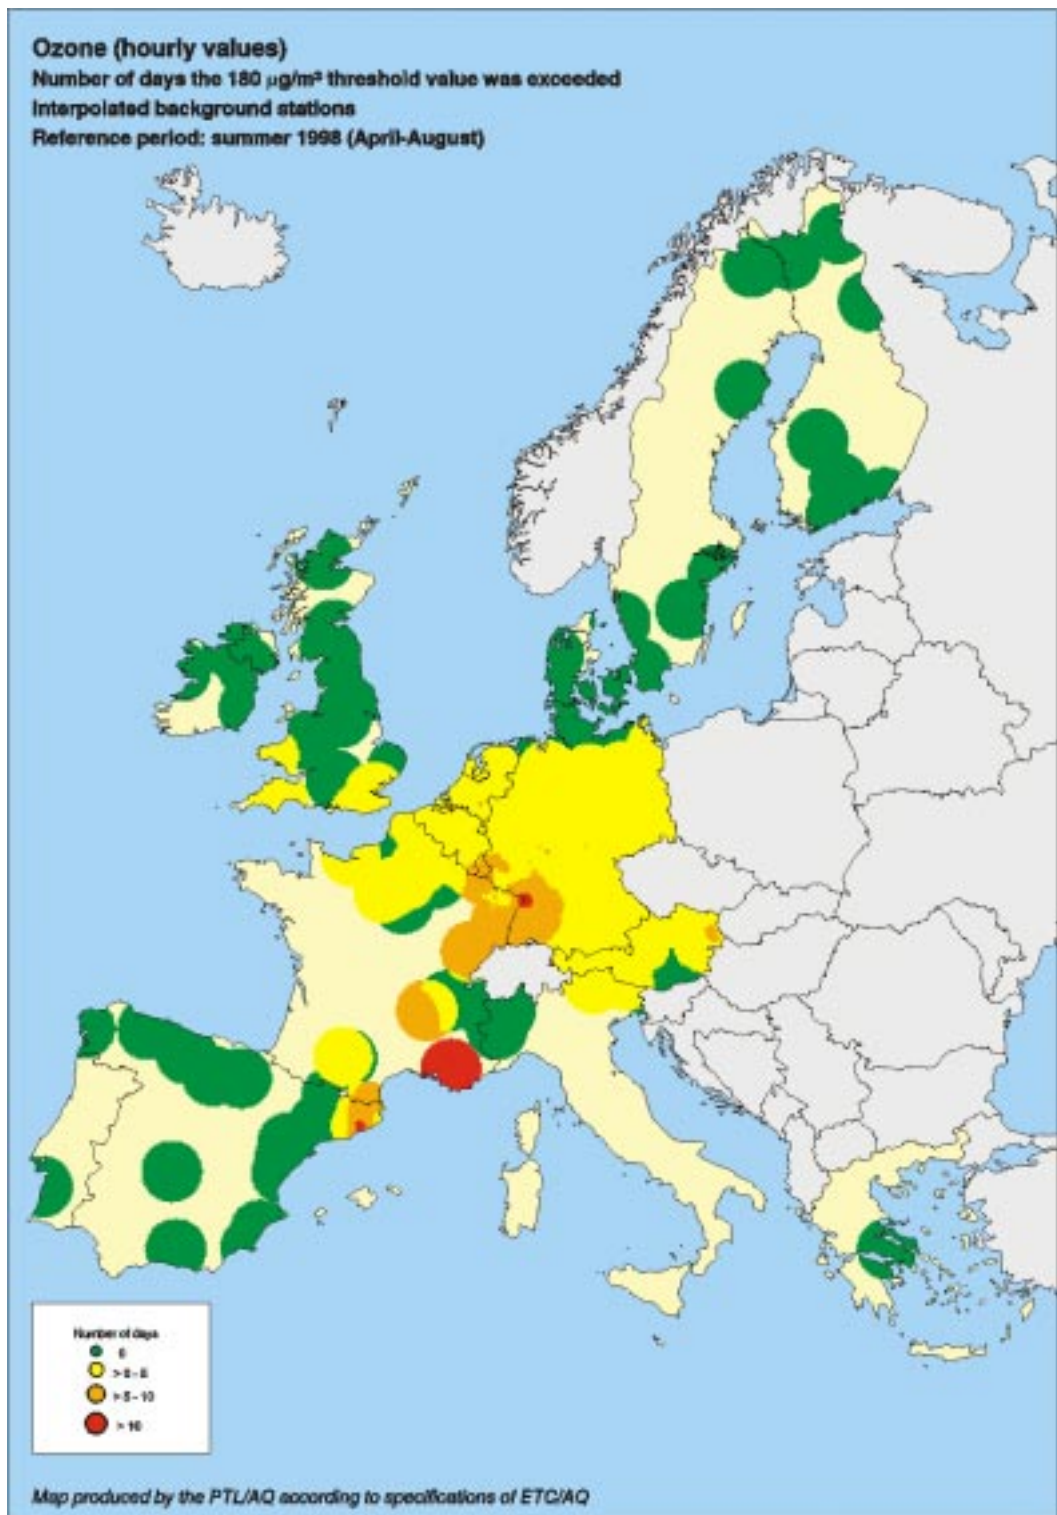 Ozone (hourly values)
Number of days the 180 µg/m³ threshold value was exceeded
Interpolated background stations
Reference period: summer 1998 (April-August)
Number of days
0
> 0 - 5
> 5 - 10
> 10
Map produced by the PTL/AQ according to specifications of ETC/AQ